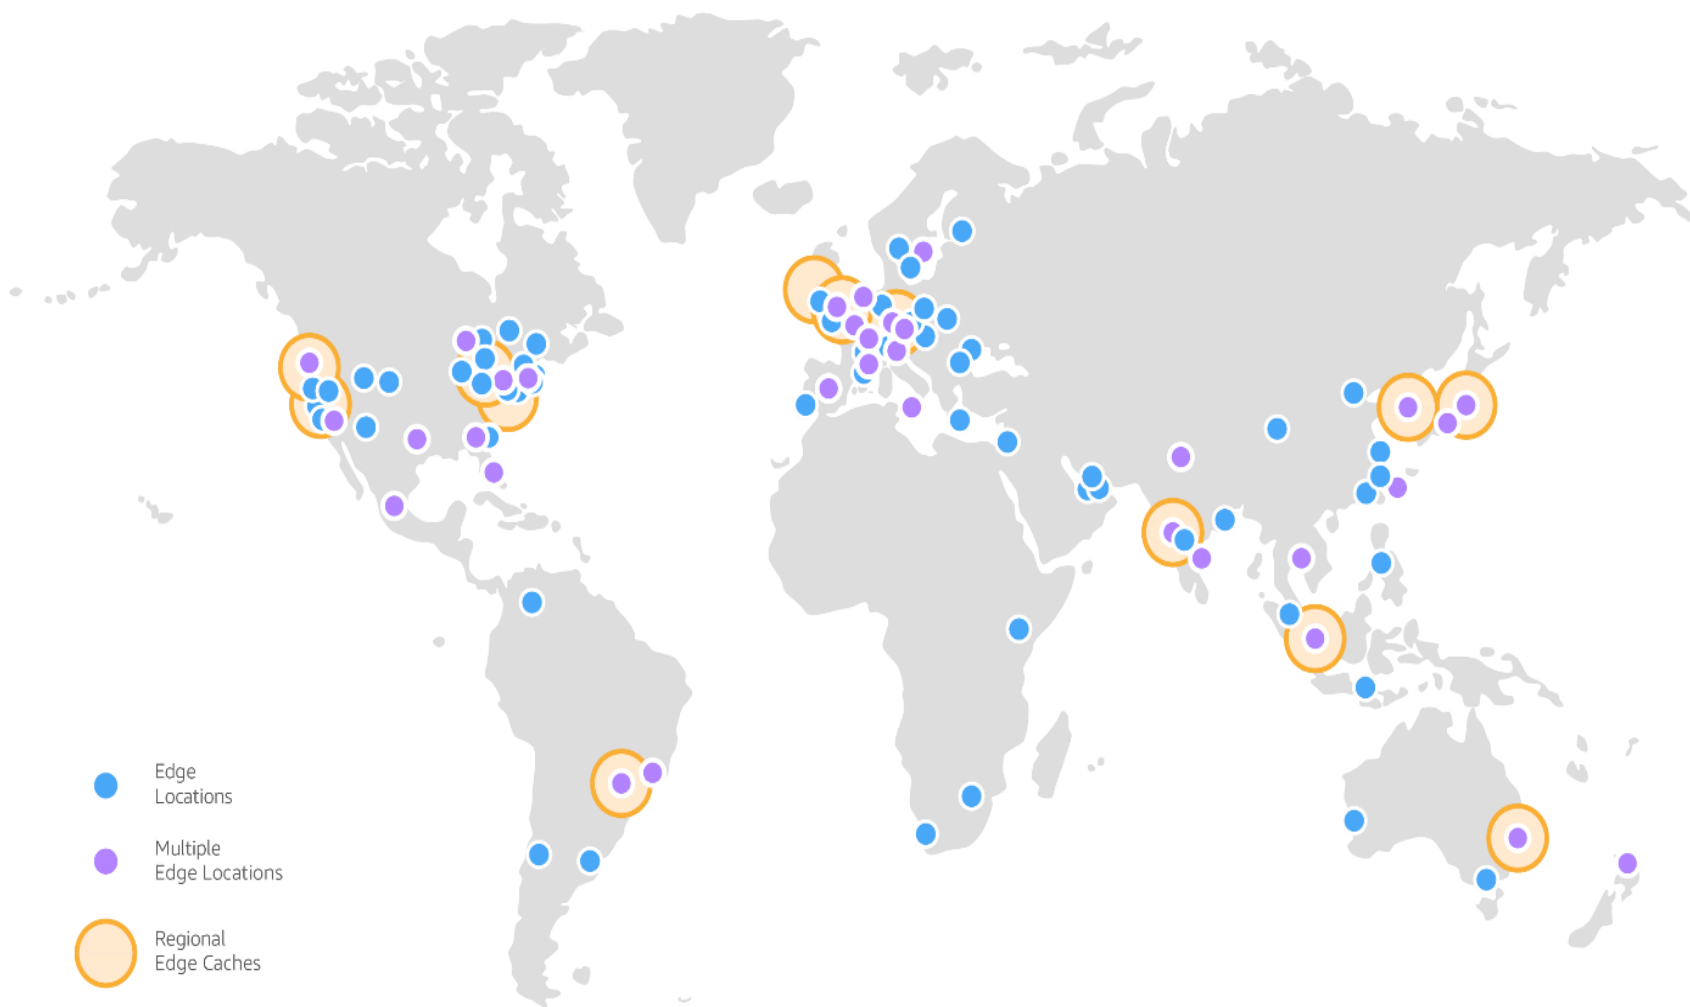 Edge
Locations
Multiple
Edge Locations
Regional
Edge Caches